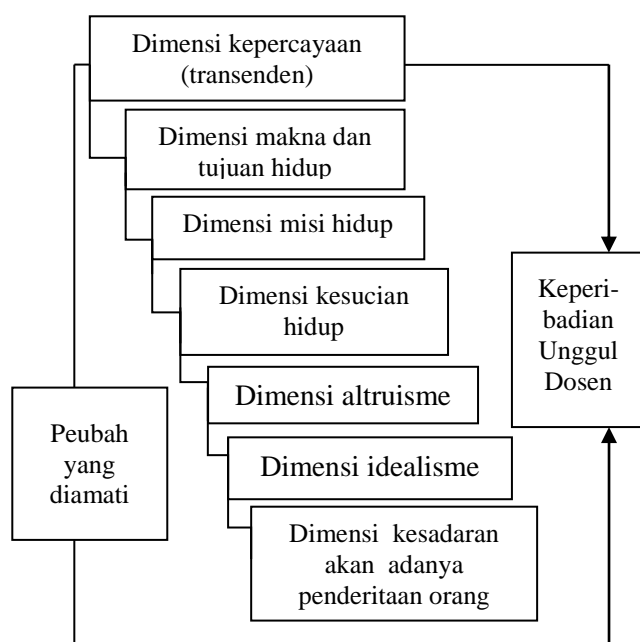 Dimensi kepercayaan
(transenden)
Dimensi makna dan
tujuan hidup
Dimensi misi hidup
Dimensi kesucian
hidup
Dimensi altruisme
Dimensi idealisme
Dimensi kesadaran
akan adanya
penderitaan orang
Peubah
yang
diamati
Keperi-
badian
Unggul
Dosen